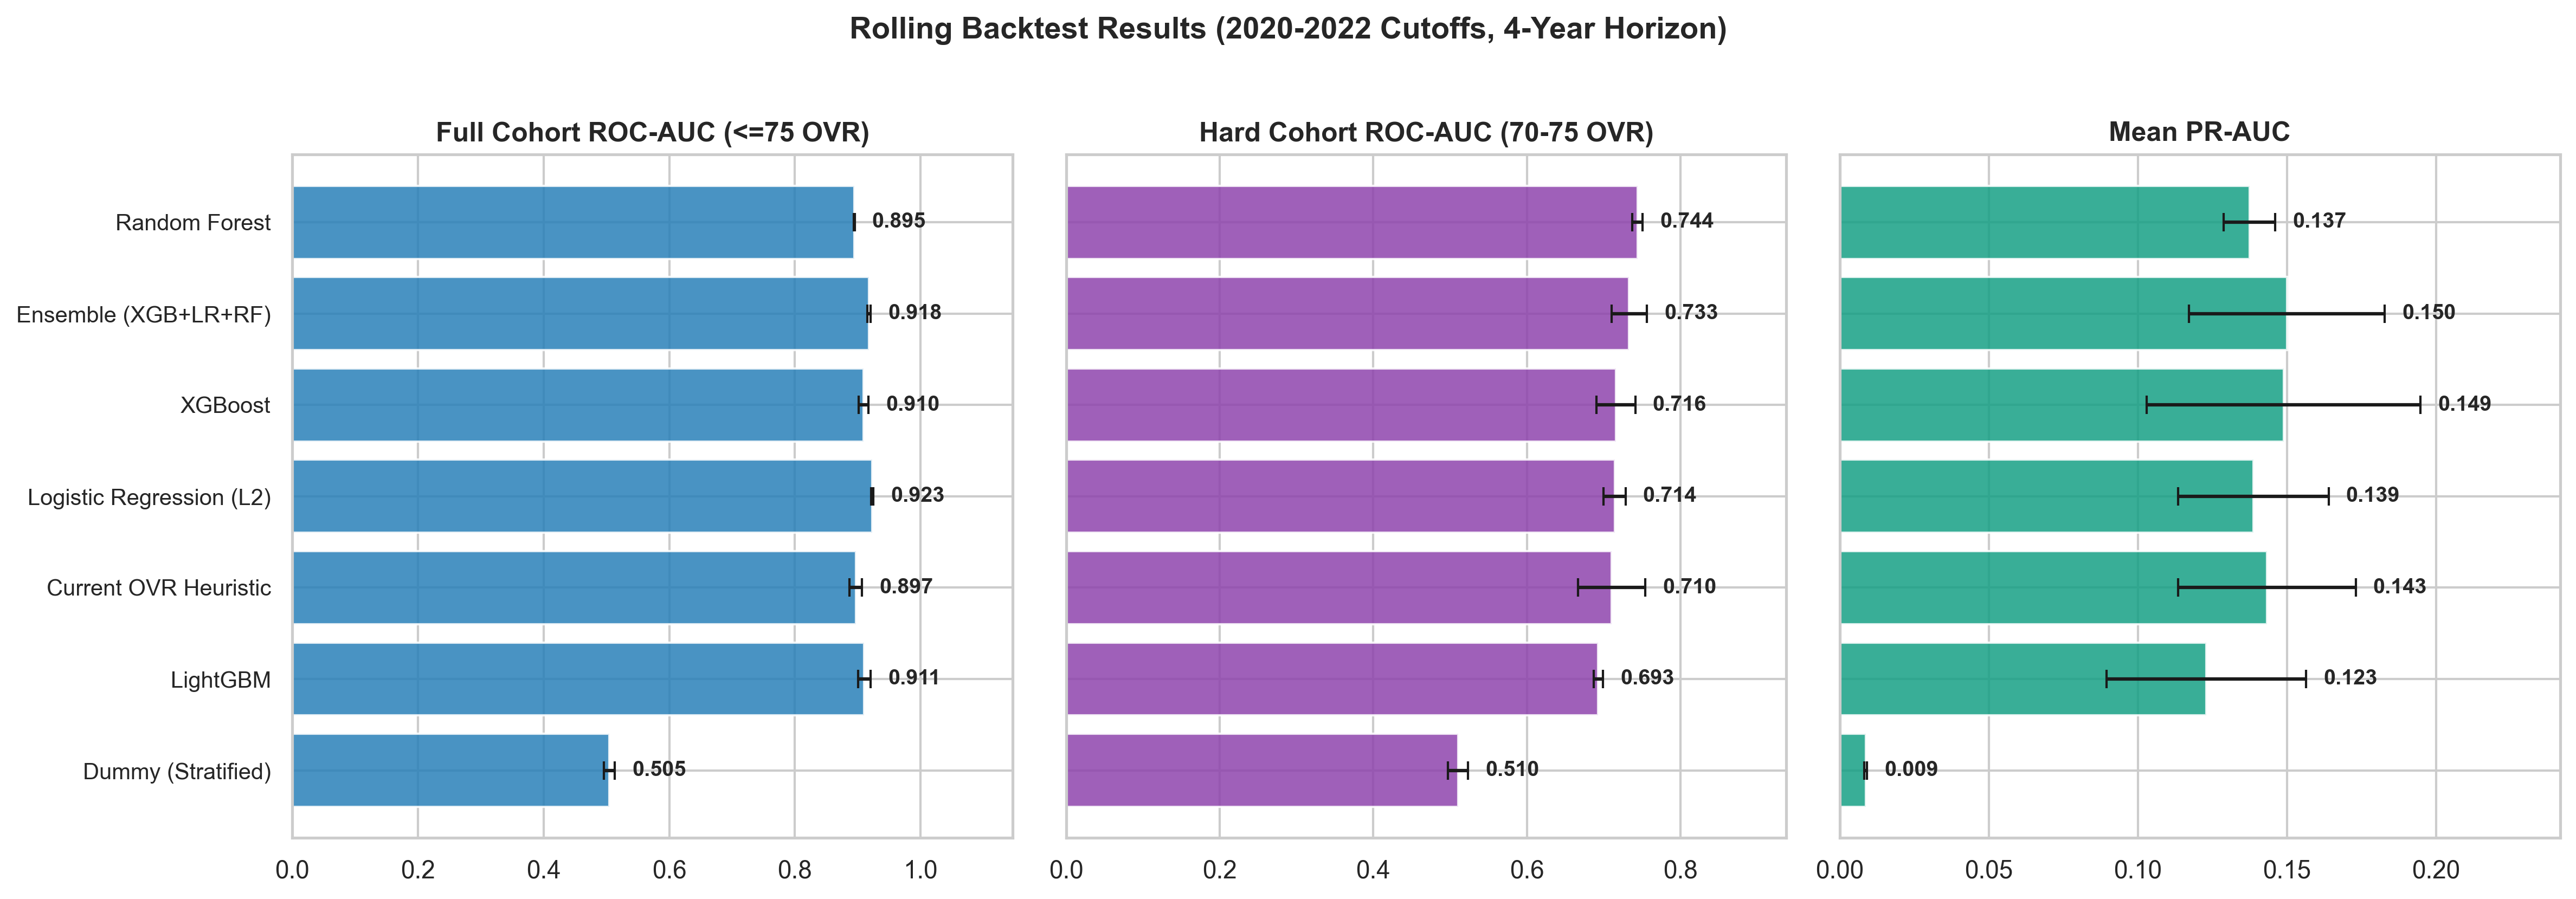 Rolling Backtest Results (2020-2022 Cutoffs, 4-Year Horizon)
Full Cohort ROC-AUC (<=75 OVR)
Random Forest
Ensemble (XGB+LR+RF)
XGBoost
Logistic Regression (L2)
Current OVR Heuristic
LightGBM
Dummy (Stratified)
0.895
0.918
0.910
0.923
0.897
0.911
0.505
0.0 0.2 0.4 0.6 0.8 1.0
Hard Cohort ROC-AUC (70-75 OVR)
0.744
0.733
0.716
0.714
0.710
0.693
0.510
0.0 0.2 0.4 0.6 0.8
Mean PR-AUC
0.137
0.150
0.149
0.139
0.143
0.123
0.009
0.00 0.05 0.10 0.15 0.20